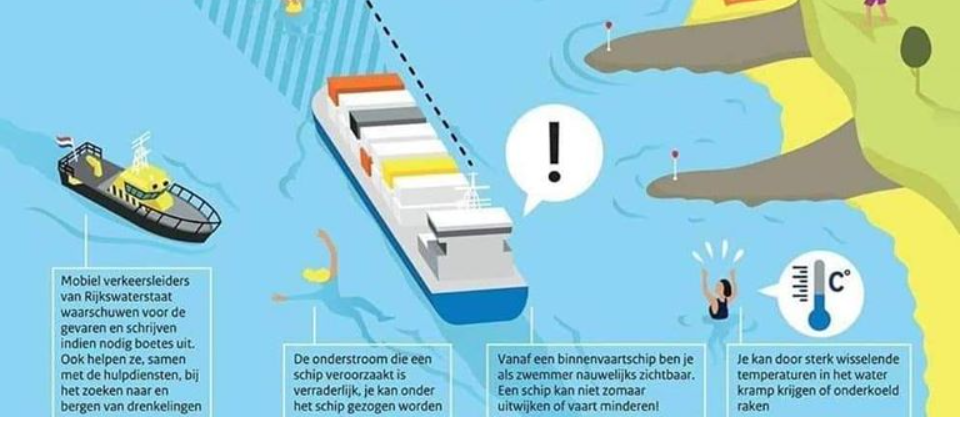 !
C°
Mobiel verkeersleiders
van Rijkswaterstaat
waarschuwen voor de
gevaren en schrijven
indien nodig boetes uit.
Ook helpen ze, samen
met de hulpdiensten, bij
het zoeken naar en
bergen van drenkelingen
De onderstroom die een
schip veroorzaakt is
verraderlijk, je kan onder
het schip gezogen worden
Vanaf een binnenvaartschip ben je
als zwemmer nauwelijks zichtbaar.
Een schip kan niet zomaar
uitwijken of vaart minderen!
Je kan door sterk wisselende
temperaturen in het water
kramp krijgen of onderkoeld
raken